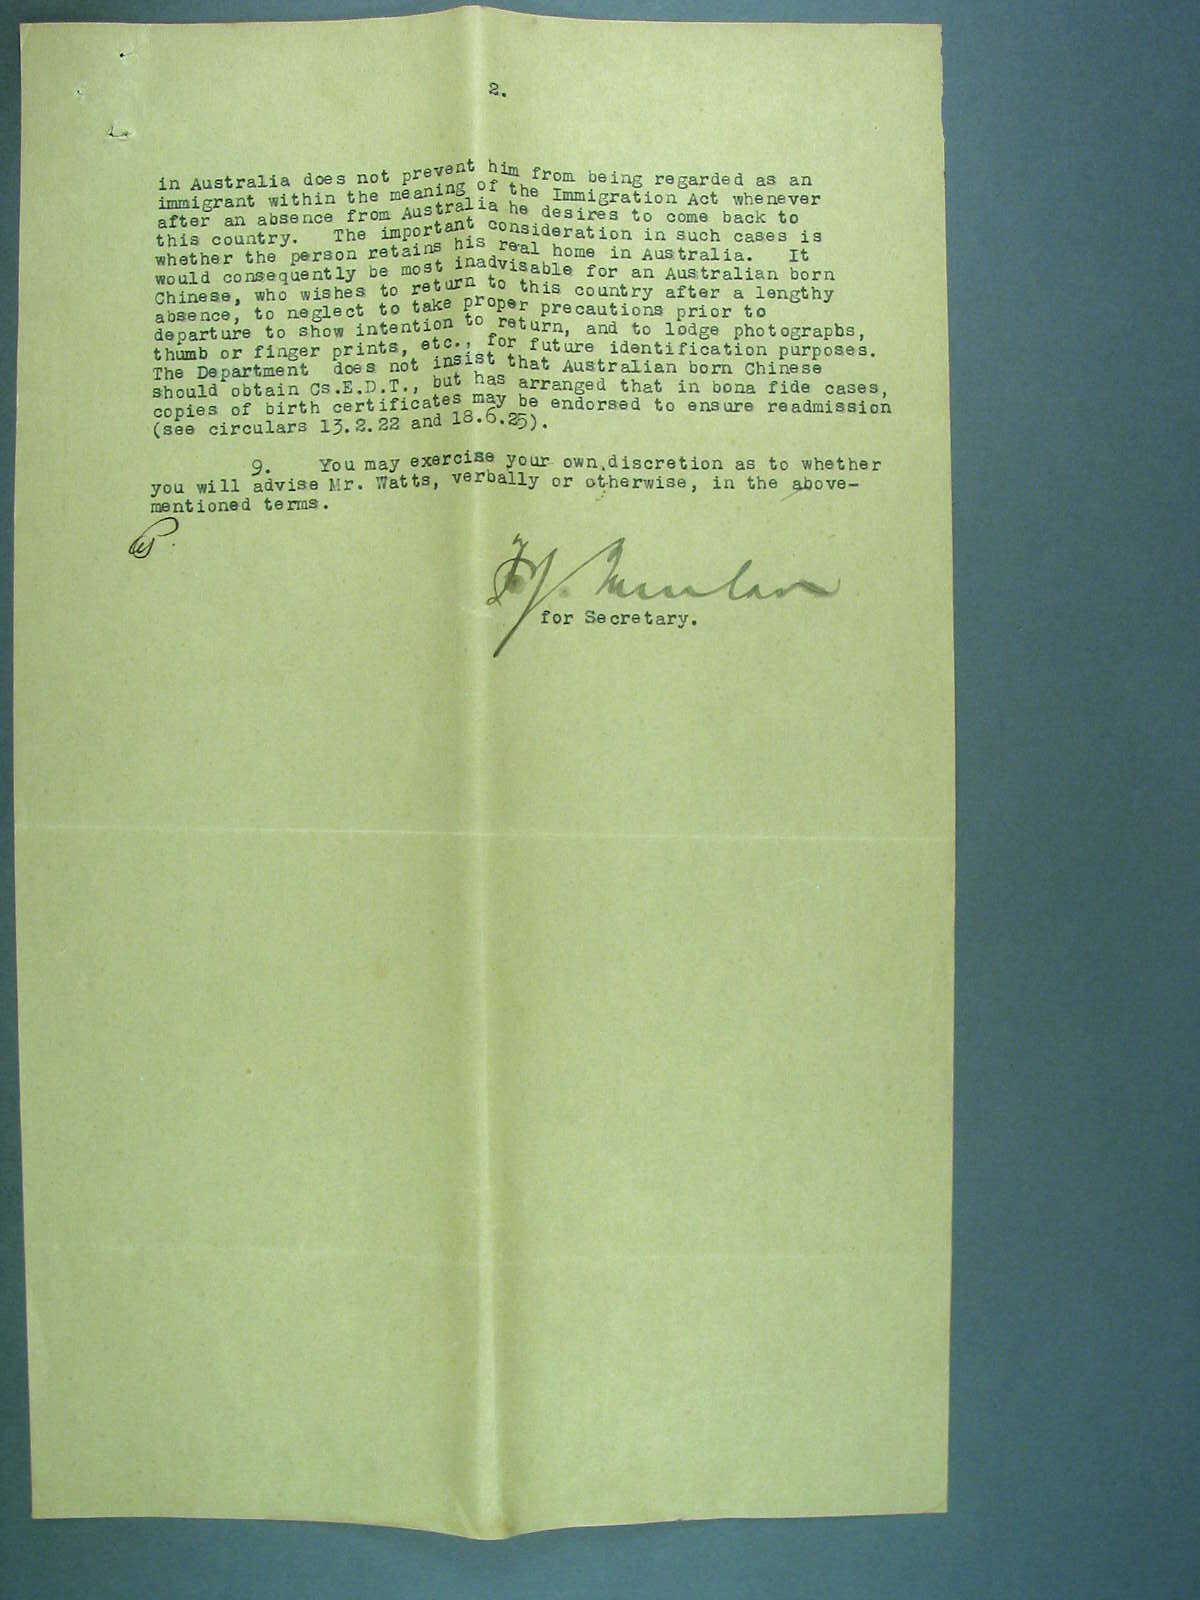 2.
in Australia does not prevent him from being regarded as an
immigrant within the meaning of the Immigration Act whenever
after an absence from Australia he desires to come back to
this country. The important consideration in such cases is
whether the person retains his real home in Australia. It
would consequently be most inadvisable for an Australian born
Chinese, who wishes to return to this country after a lengthy
absence, to neglect to take proper precautions prior to
departure to show intention to return, and to lodge photographs,
thumb or finger prints, etc., for future identification purposes.
The Department does not insist that Australian born Chinese
should obtain Cs.E.D.T., but has arranged that in bona fide cases,
copies of birth certificates may be endorsed to ensure readmission
(see circulars 13.2.22 and 18.6.25).
9. You may exercise your own discretion as to whether
you will advise Mr. Watts, verbally or otherwise, in the above-
mentioned terms.
for Secretary.